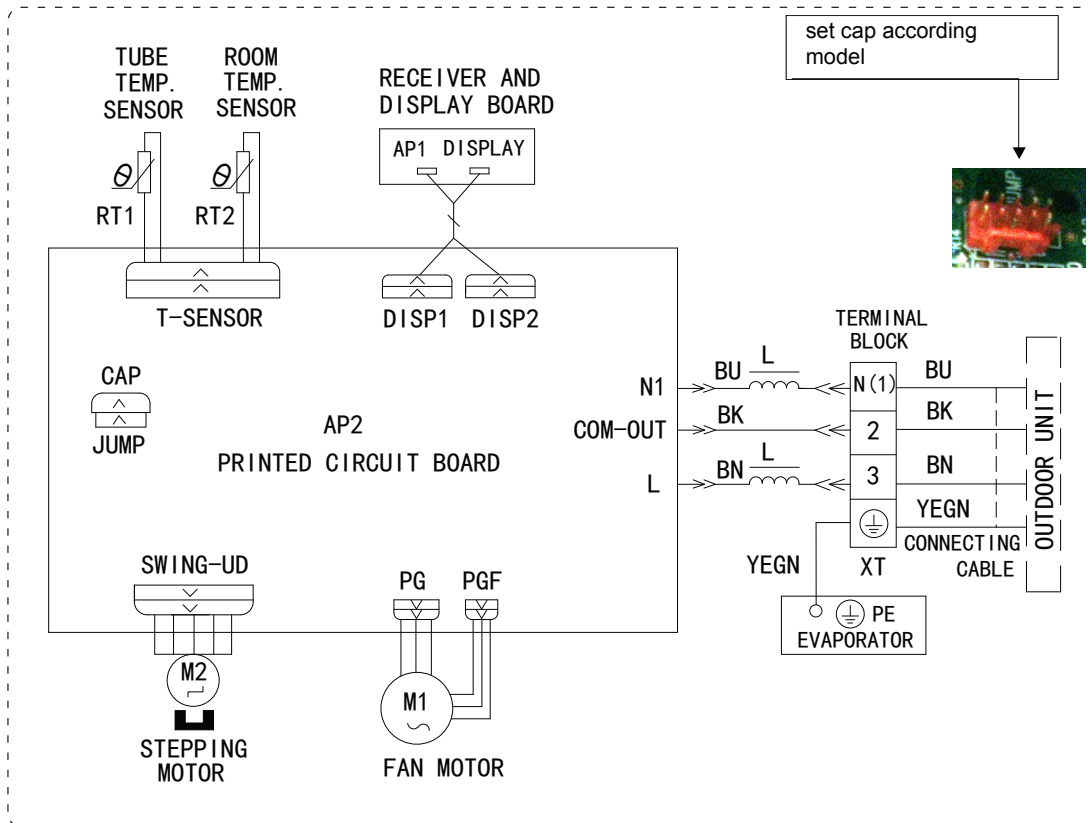 set cap according
model
TUBE
TEMP.
SENSOR
ROOM
TEMP.
SENSOR
RECEIVER AND
DISPLAY BOARD
AP1 DISPLAY
θ
RT1
θ
RT2
T-SENSOR
DISP1
DISP2
CAP
JUMP
AP2
PRINTED CIRCUIT BOARD
TERMINAL
BLOCK
N1
BU
L
N(1)
BU
COM-OUT
BK
2
BK
L
BN
L
3
BN
YEGN
OUTDOOR UNIT
YEGN
XT
CONNECTING
CABLE
PE
EVAPORATOR
SWING-UD
M2
STEPPING
MOTOR
PG
PGF
M1
FAN MOTOR